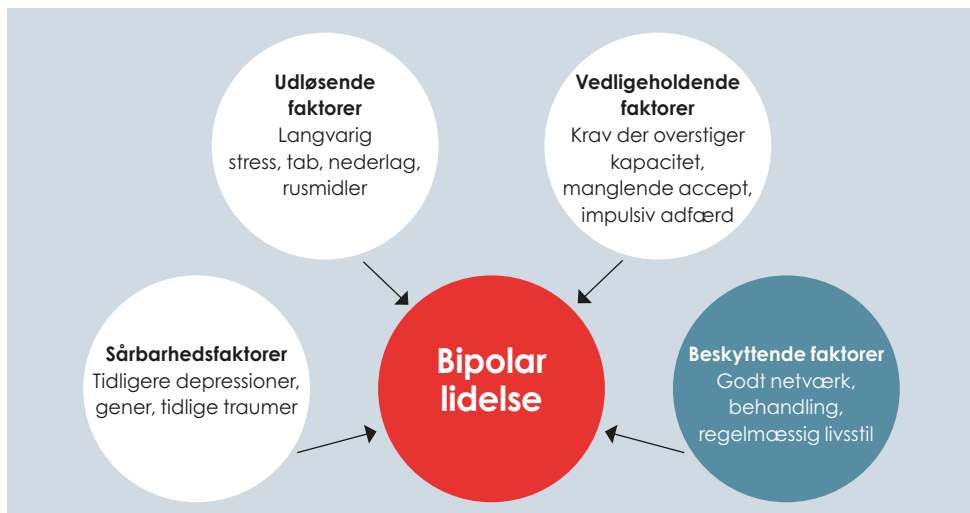 Udløsende
faktorer
Langvarig
stress, tab, nederlag,
rusmidler
Vedligeholdende
faktorer
Krav der overstiger
kapacitet,
manglende accept,
impulsiv adfærd
Sårbarhedsfaktorer
Tidligere depressioner,
gener, tidlige traumer
Bipolar
lidelse
Beskyttende faktorer
Godt netværk,
behandling,
regelmæssig livsstil